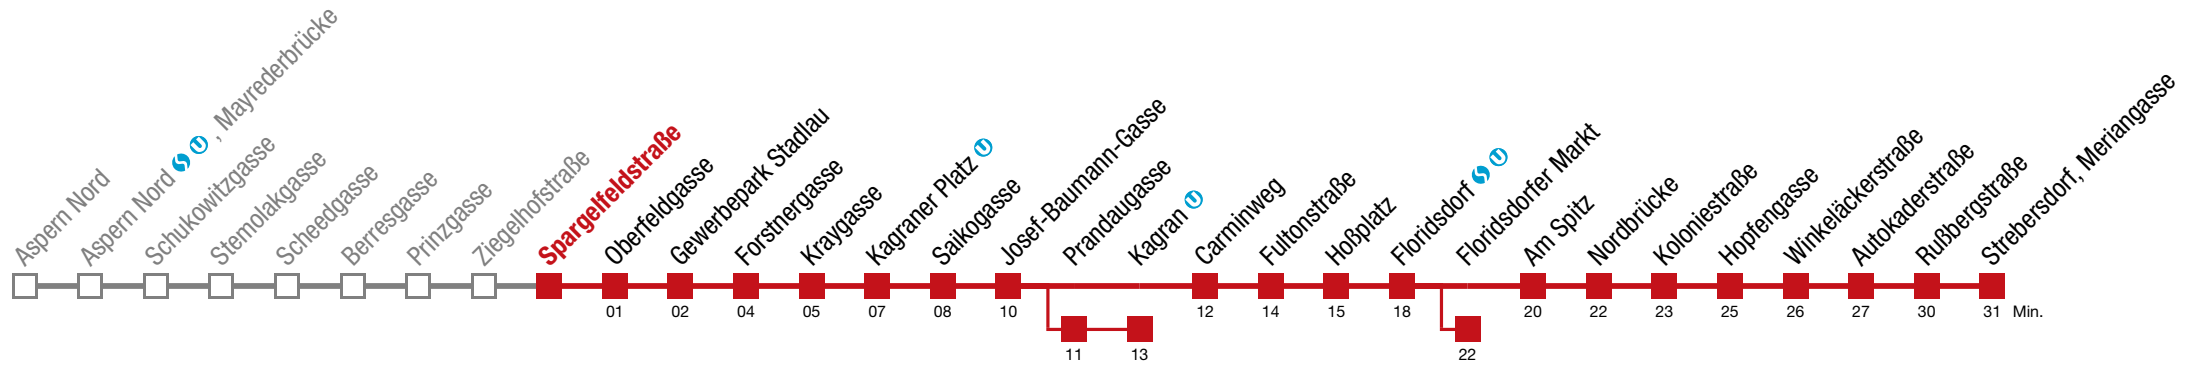 Aspern Nord
Aspern Nord S U , Mayrederbrücke
Schukowitzgasse
Stemolakgasse
Scheedgasse
Berresgasse
Prinzgasse
Ziegelhofstraße
Spargelfeldstraße
Oberfeldgasse
Gewerbepark Stadlau
Forstnergasse
Kraygasse
Kagraner Platz U
Saikogasse
Josef-Baumann-Gasse
Prandaugasse
Kagran U
Carminweg
Fultonstraße
Hoßplatz
Floridsdorf S U
Floridsdorfer Markt
Am Spitz
Nordbrücke
Koloniestraße
Hopfengasse
Winkeläckerstraße
Autokaderstraße
Rußbergstraße
Strebersdorf, Meriangasse
01 02 04 05 07 08 10 12 14 15 18 20 22 23 25 26 27 30 31 Min.
11 13 22